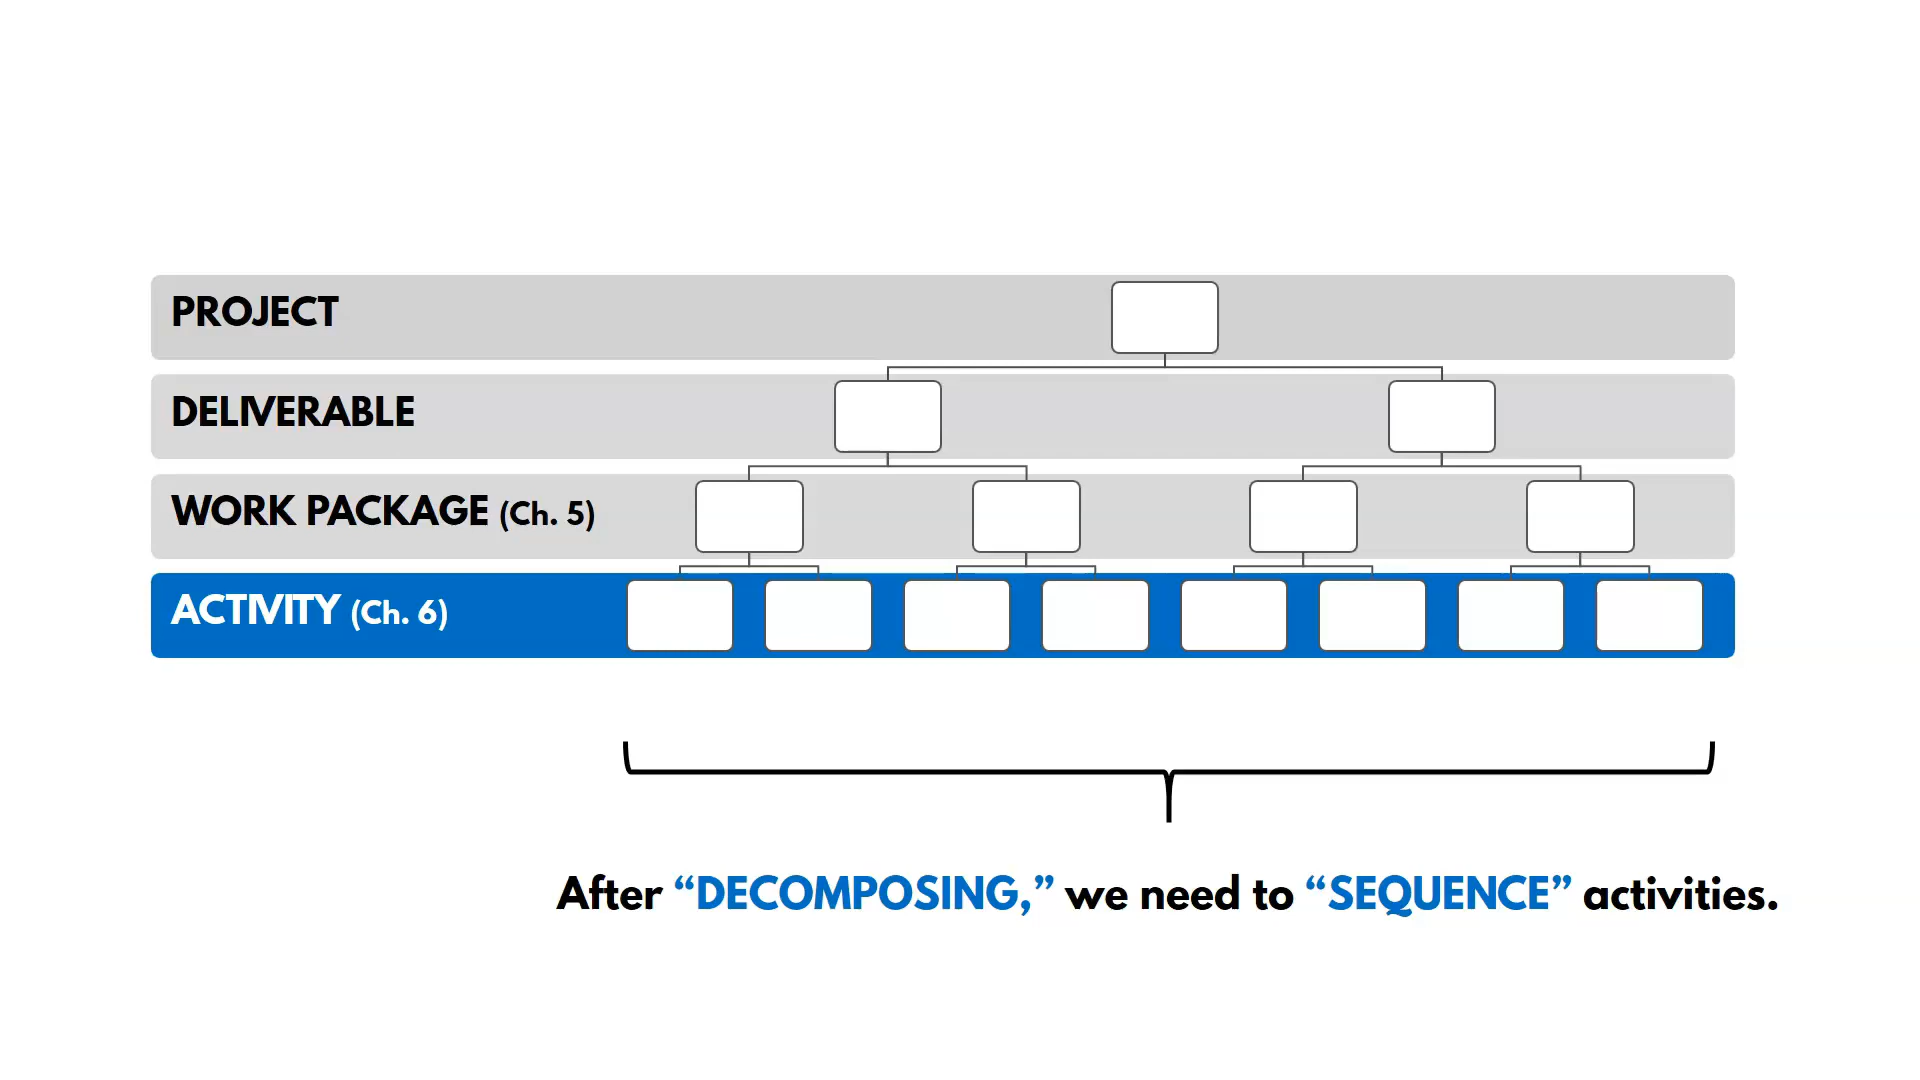 PROJECT
DELIVERABLE
WORK PACKAGE (Ch. 5)
ACTIVITY (Ch. 6)
After “DECOMPOSING,” we need to “SEQUENCE” activities.